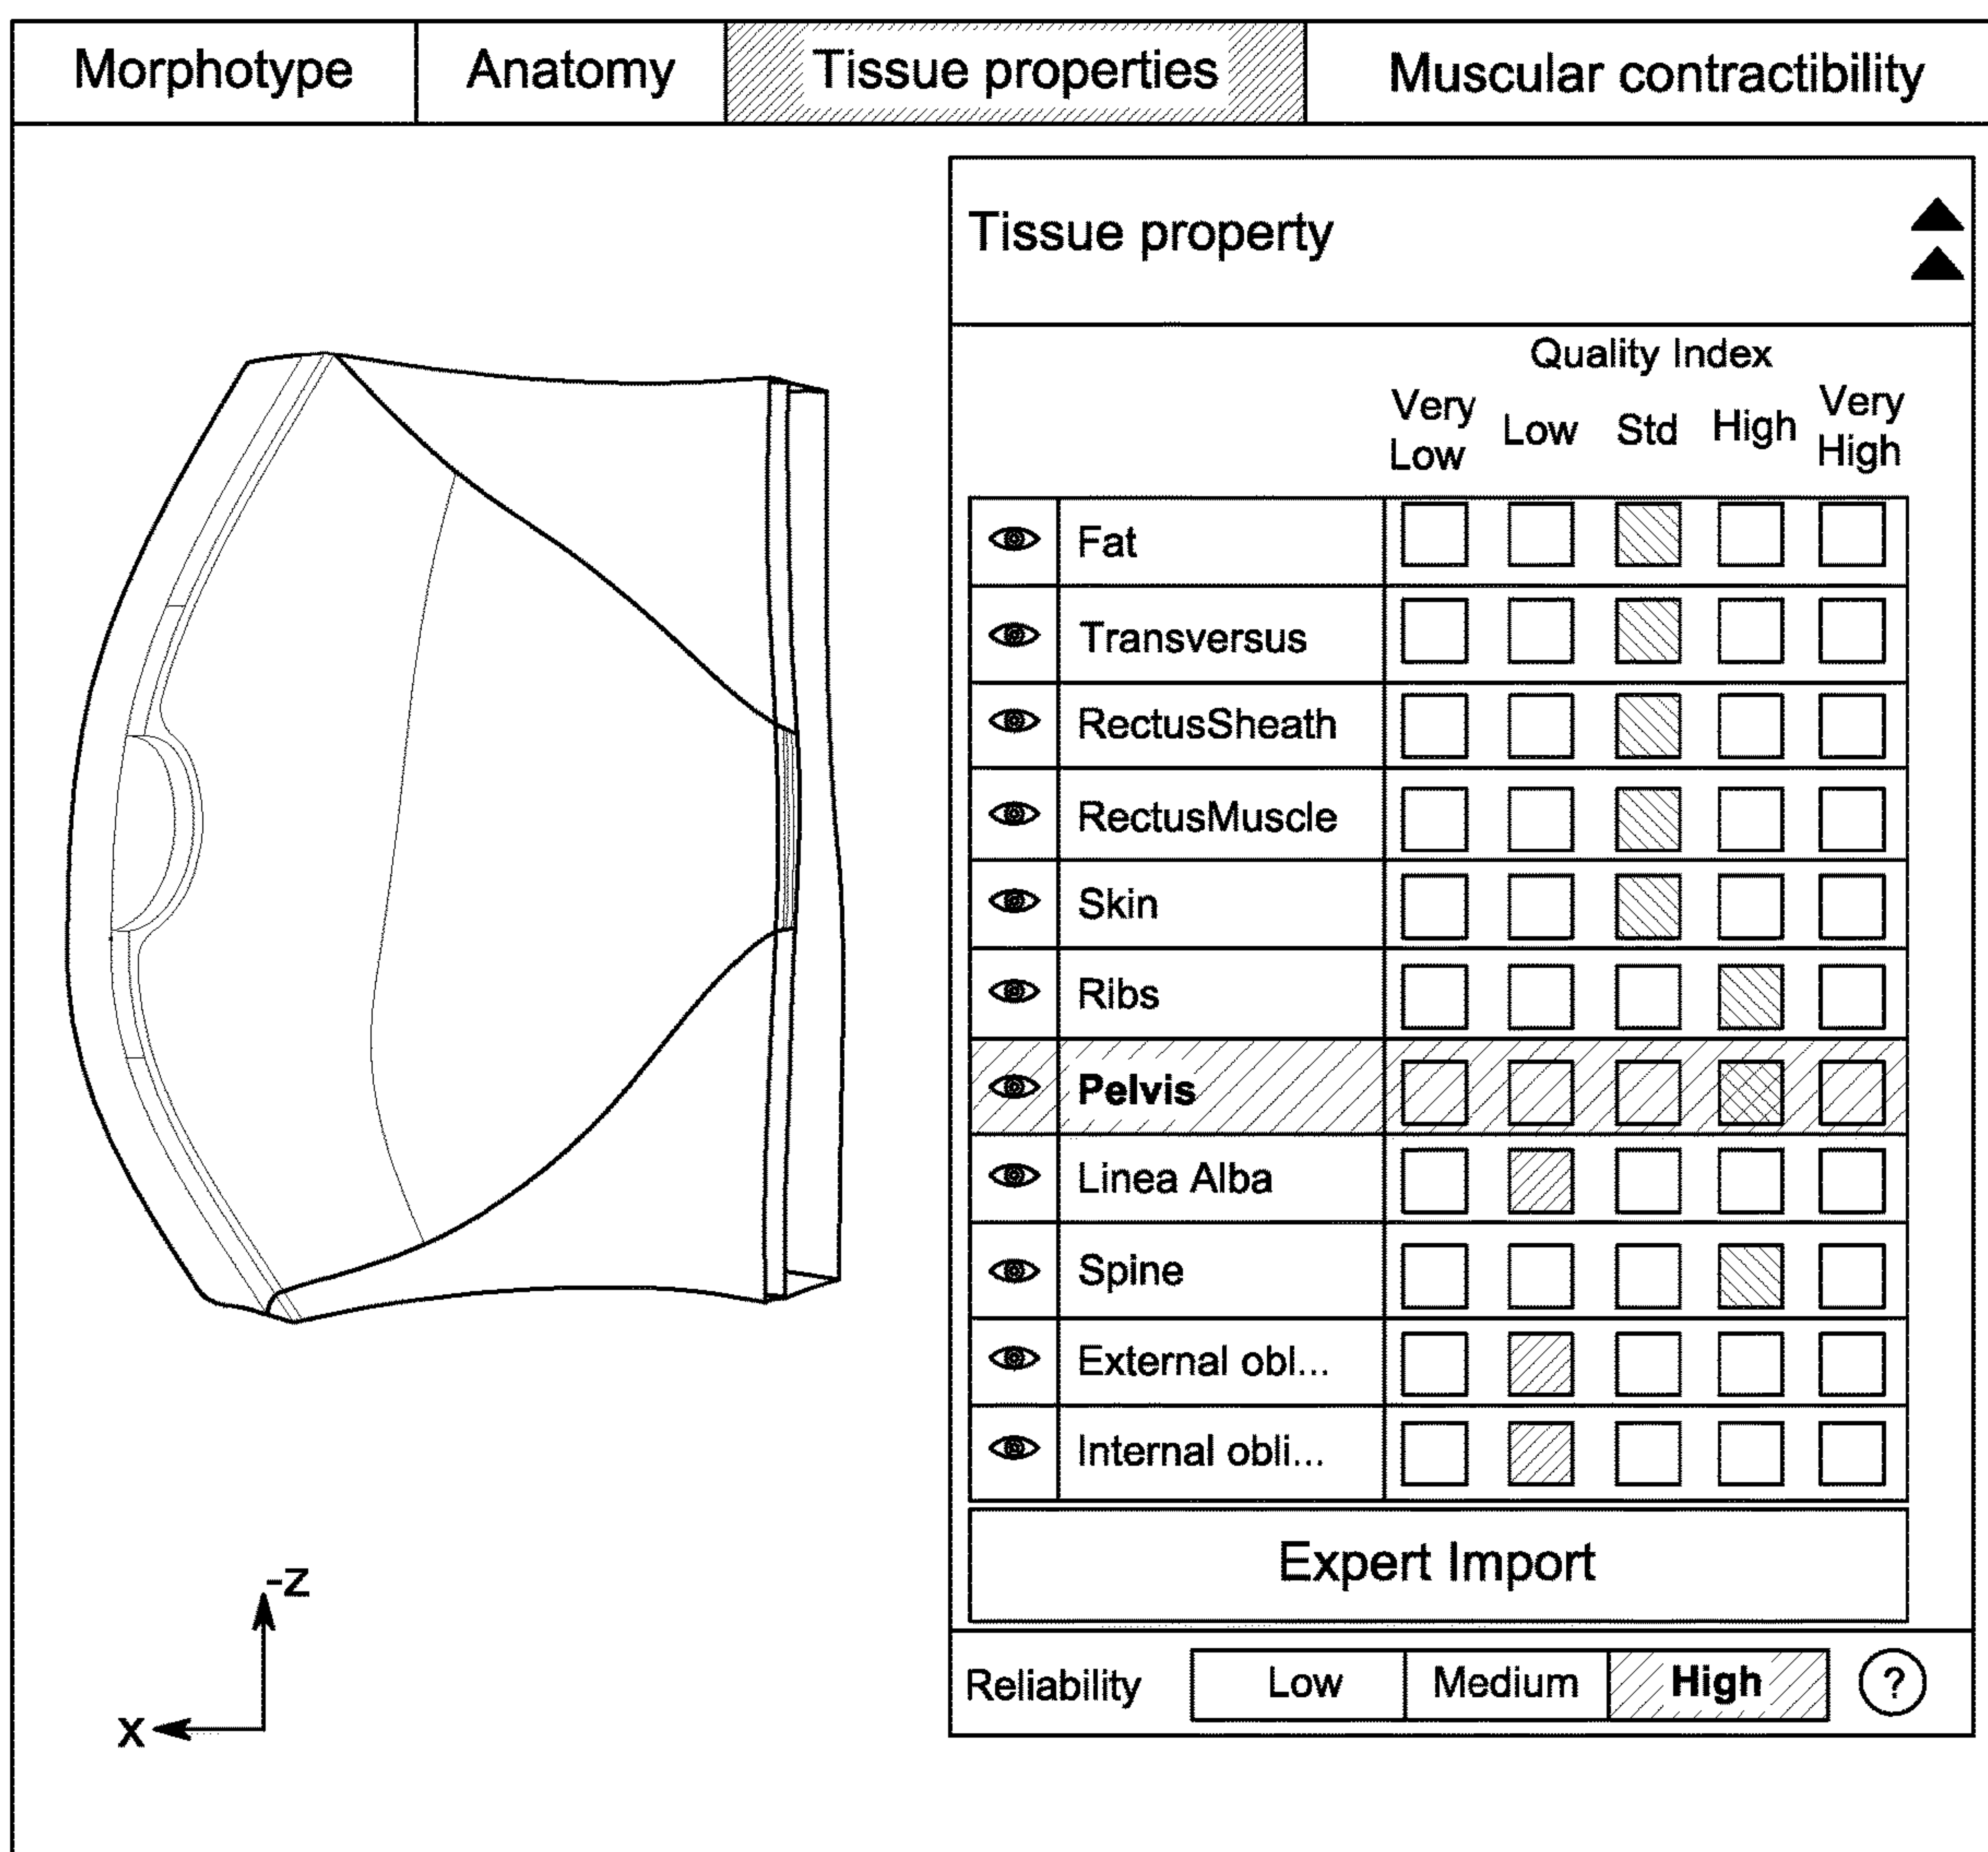 Morphotype Anatomy Tissue properties Muscular contractibility
Tissue property
Quality Index
Very Low Low Std High Very High
Fat
Transversus
RectusSheath
RectusMuscle
Skin
Ribs
Pelvis
Linea Alba
Spine
External obl...
Internal obli...
Expert Import
Reliability Low Medium High ?
-Z
X